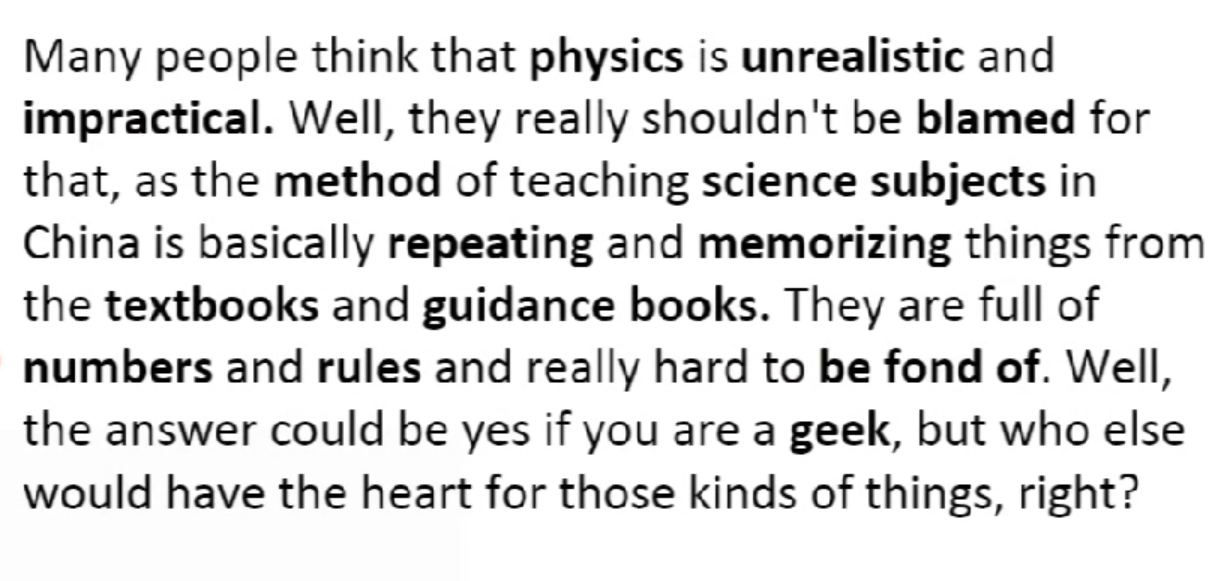 Many people think that physics is unrealistic and
impractical. Well, they really shouldn't be blamed for
that, as the method of teaching science subjects in
China is basically repeating and memorizing things from
the textbooks and guidance books. They are full of
numbers and rules and really hard to be fond of. Well,
the answer could be yes if you are a geek, but who else
would have the heart for those kinds of things, right?